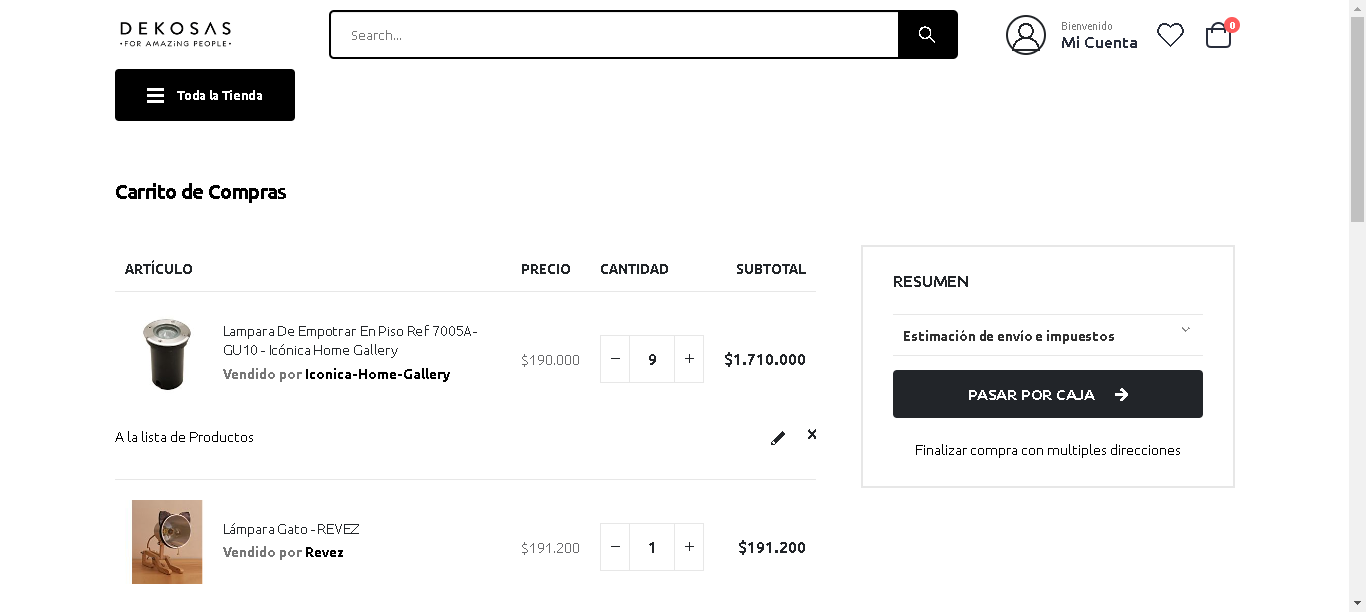 DEKOSAS
•FOR AMAZING PEOPLE•
Search...
Bienvenido
Mi Cuenta
0
Toda la Tienda
Carrito de Compras
ARTÍCULO PRECIO CANTIDAD SUBTOTAL
Lampara De Empotrar En Piso Ref 7005A-
GU10 - Icónica Home Gallery
Vendido por Iconica-Home-Gallery
$190.000 − 9 + $1.710.000
A la lista de Productos
Lámpara Gato - REVEZ
Vendido por Revez
$191.200 − 1 + $191.200
RESUMEN
Estimación de envío e impuestos
PASAR POR CAJA
Finalizar compra con multiples direcciones